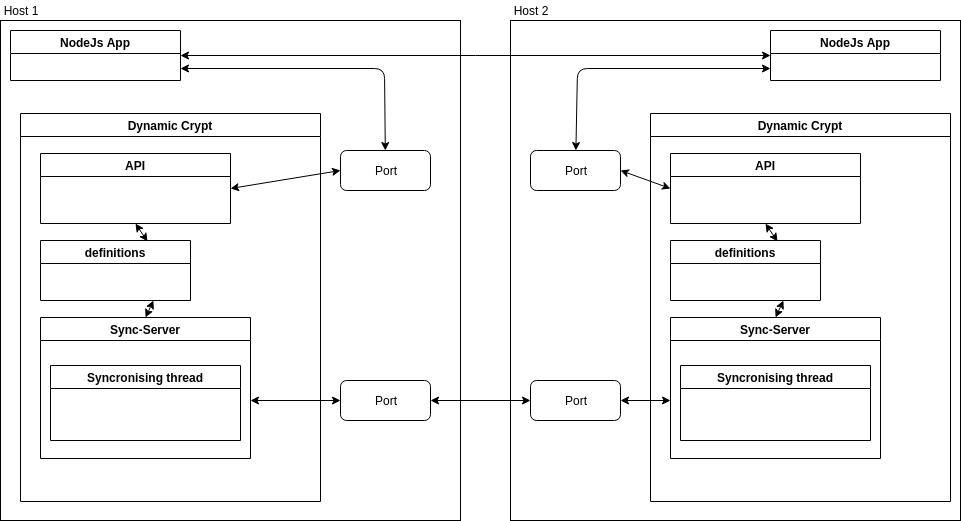 Host 1
Host 2
NodeJs App
NodeJs App
Dynamic Crypt
Dynamic Crypt
API
Port
Port
API
definitions
definitions
Sync-Server
Sync-Server
Syncronising thread
Port
Port
Syncronising thread